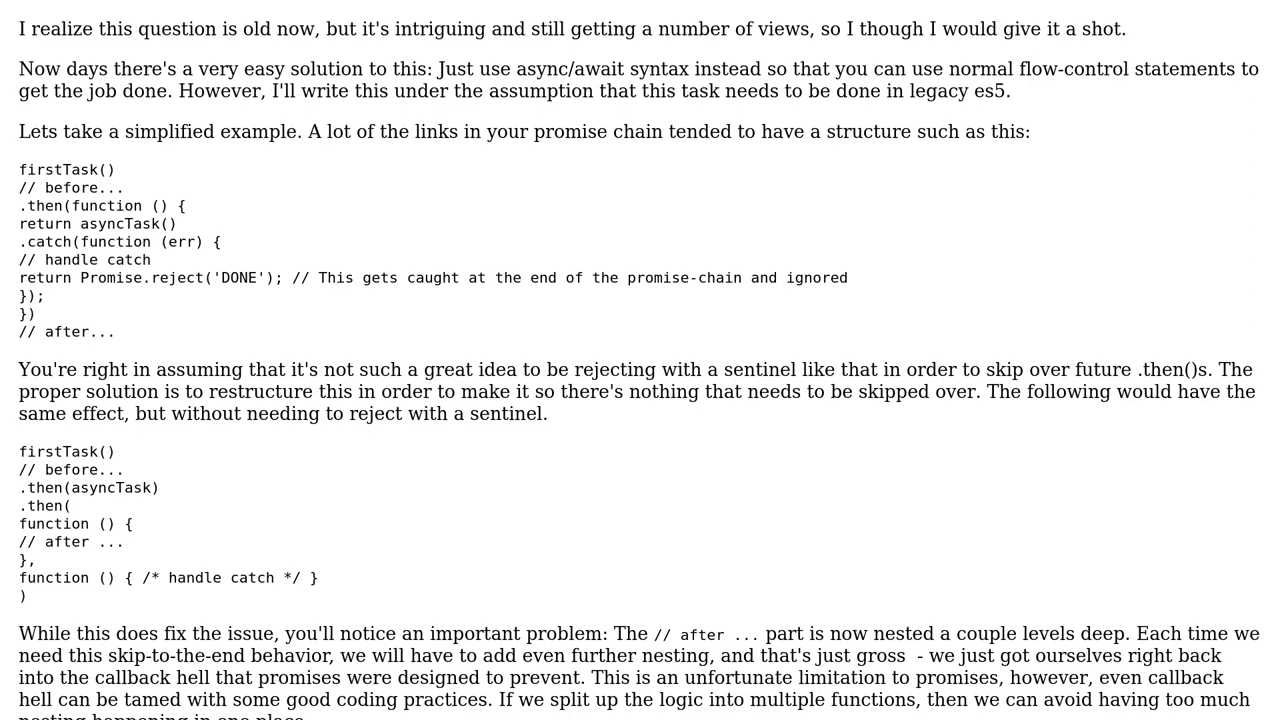 I realize this question is old now, but it's intriguing and still getting a number of views, so I though I would give it a shot.
Now days there's a very easy solution to this: Just use async/await syntax instead so that you can use normal flow-control statements to
get the job done. However, I'll write this under the assumption that this task needs to be done in legacy es5.
Lets take a simplified example. A lot of the links in your promise chain tended to have a structure such as this:
firstTask()
// before...
.then(function () {
return asyncTask()
.catch(function (err) {
// handle catch
return Promise.reject('DONE'); // This gets caught at the end of the promise-chain and ignored
});
})
// after...
You're right in assuming that it's not such a great idea to be rejecting with a sentinel like that in order to skip over future .then()s. The
proper solution is to restructure this in order to make it so there's nothing that needs to be skipped over. The following would have the
same effect, but without needing to reject with a sentinel.
firstTask()
// before...
.then(asyncTask)
.then(
function () {
// after ...
},
function () { /* handle catch */ }
)
While this does fix the issue, you'll notice an important problem: The // after ... part is now nested a couple levels deep. Each time we
need this skip-to-the-end behavior, we will have to add even further nesting, and that's just gross  - we just got ourselves right back
into the callback hell that promises were designed to prevent. This is an unfortunate limitation to promises, however, even callback
hell can be tamed with some good coding practices. If we split up the logic into multiple functions, then we can avoid having too much
nesting happening in one place.